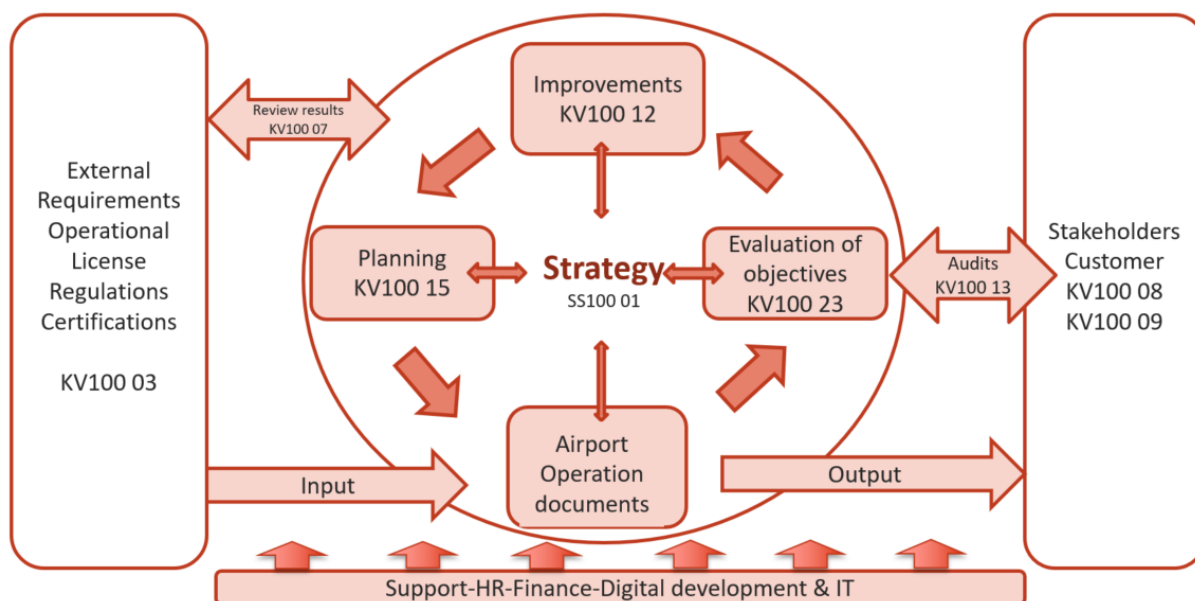 External
Requirements
Operational
License
Regulations
Certifications
KV100 03
Review results
KV100 07
Improvements
KV100 12
Planning
KV100 15
Strategy
SS100 01
Evaluation of
objectives
KV100 23
Audits
KV100 13
Stakeholders
Customer
KV100 08
KV100 09
Airport
Operation
documents
Input
Output
Support-HR-Finance-Digital development & IT